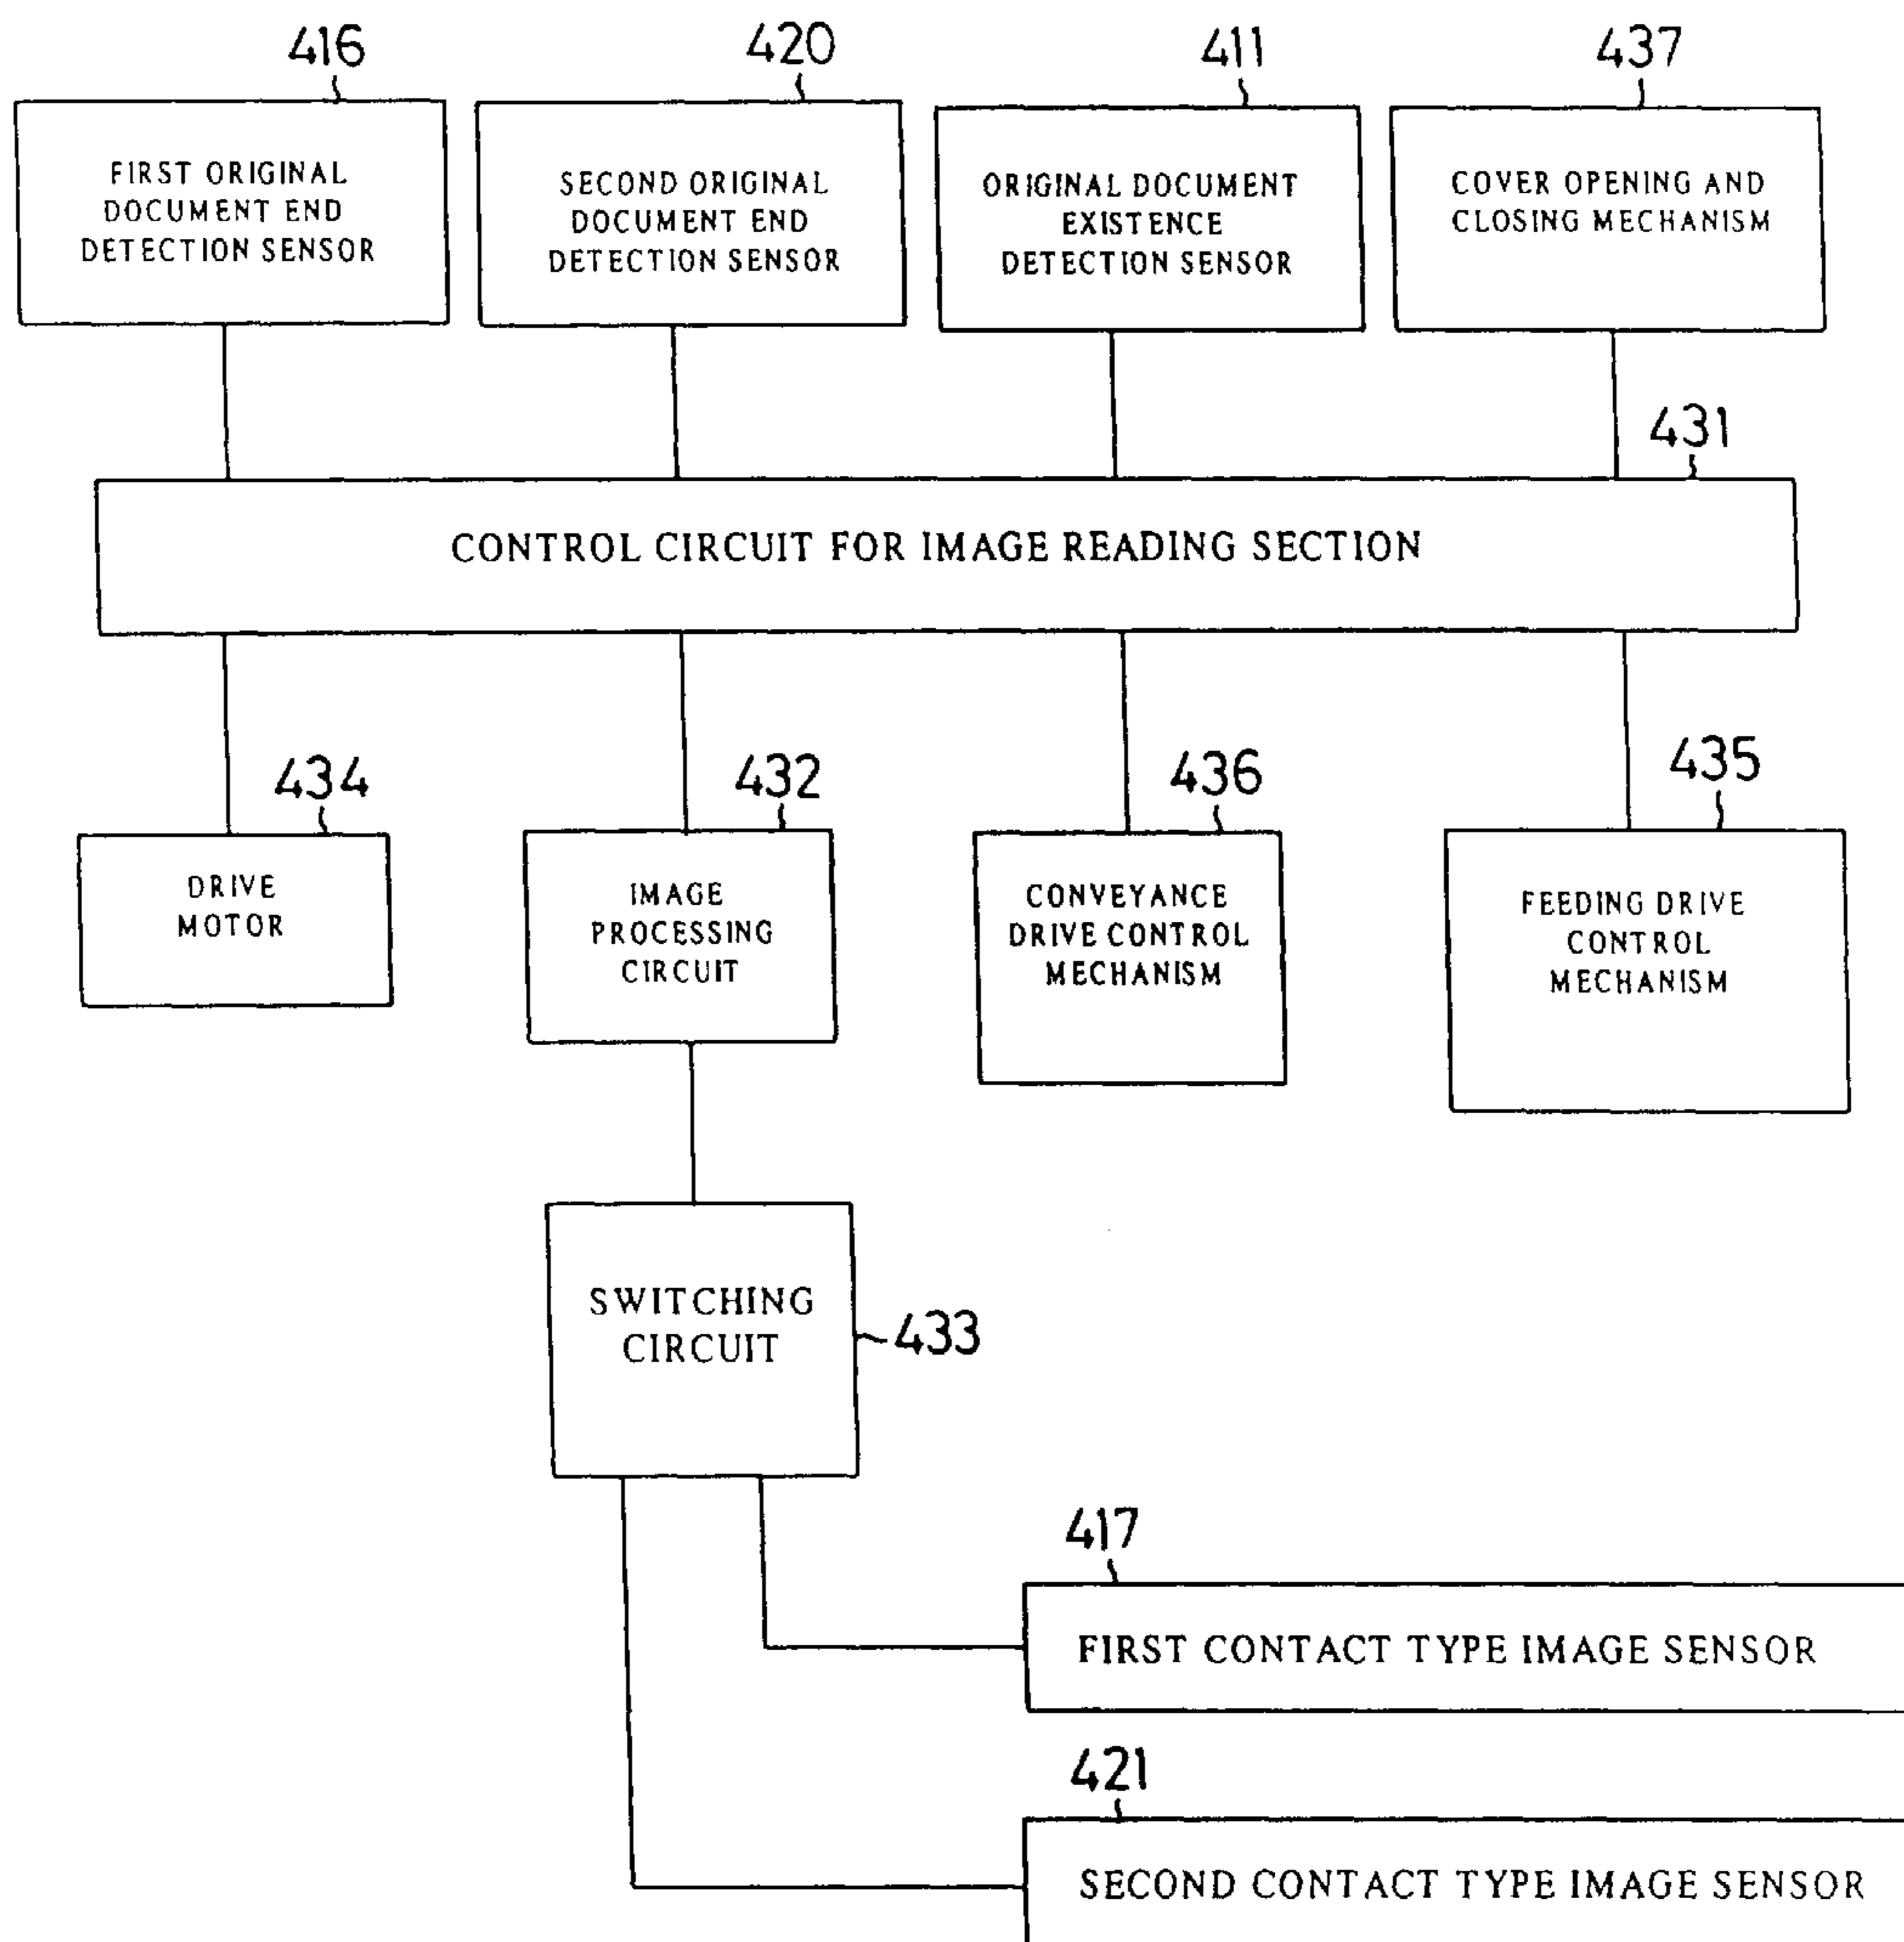 416
420
411
437
FIRST ORIGINAL
DOCUMENT END
DETECTION SENSOR
SECOND ORIGINAL
DOCUMENT END
DETECTION SENSOR
ORIGINAL DOCUMENT
EXISTENCE
DETECTION SENSOR
COVER OPENING AND
CLOSING MECHANISM
431
CONTROL CIRCUIT FOR IMAGE READING SECTION
434
432
436
435
DRIVE
MOTOR
IMAGE
PROCESSING
CIRCUIT
CONVEYANCE
DRIVE CONTROL
MECHANISM
FEEDING DRIVE
CONTROL
MECHANISM
SWITCHING
CIRCUIT
433
417
FIRST CONTACT TYPE IMAGE SENSOR
421
SECOND CONTACT TYPE IMAGE SENSOR